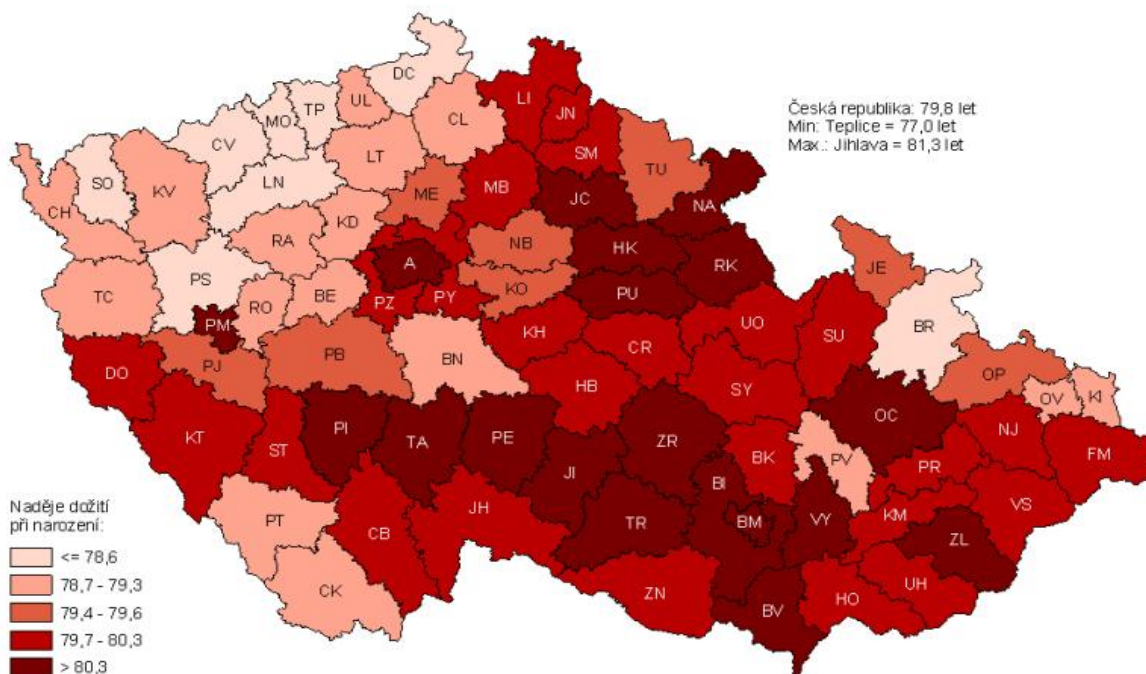 DC
UL
TP
MO
CV
CL
LI
JN
SM
Česká republika: 79,8 let
Min: Teplice = 77,0 let
Max.: Jihlava = 81,3 let
SO
KV
LN
LT
ME
MB
JC
TU
NA
CH
RA
KD
NB
HK
RK
JE
TC
PS
A
KO
PU
BR
RO
BE
PZ
PY
PM
UO
SU
DO
PJ
PB
BN
KH
CR
OP
OV
KI
HB
SY
OC
NJ
KT
ST
PI
TA
PE
ZR
BK
PV
PR
FM
JI
BI
Naděje dožití
při narození:
PT
CB
JH
TR
BM
VY
KM
VS
ZL
<= 78,6
78,7 - 79,3
CK
ZN
BV
HO
UH
79,4 - 79,6
79,7 - 80,3
> 80,3